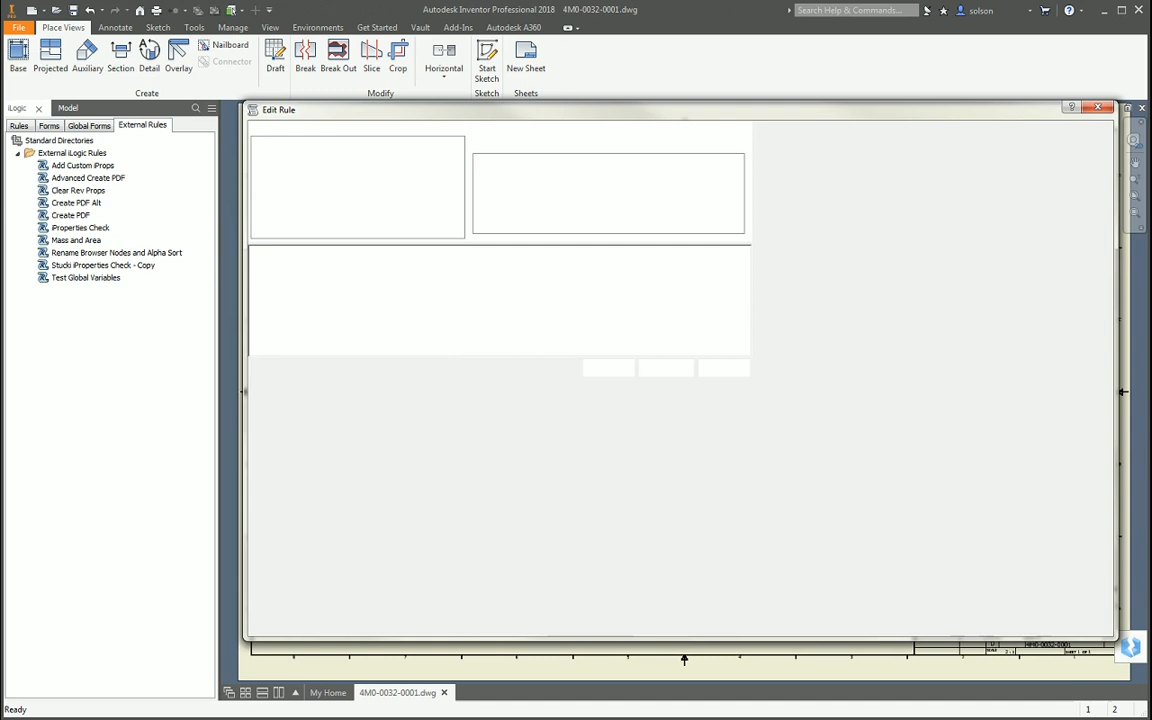 Autodesk Inventor Professional 2018 4M0-0032-0001.dwg
Search Help & Commands...
solson
File Place Views Annotate Sketch Tools Manage View Environments Get Started Vault Add-Ins Autodesk A360
Nailboard
Connector
Base Projected Auxiliary Section Detail Overlay Draft Break Break Out Slice Crop Horizontal Start Sketch New Sheet
Create Modify Sketch Sheets
iLogic Model
Edit Rule
Rules Forms Global Forms External Rules
Standard Directories
External iLogic Rules
Add Custom iProps
Advanced Create PDF
Clear Rev Props
Create PDF Alt
Create PDF
iProperties Check
Mass and Area
Rename Browser Nodes and Alpha Sort
Stucki iProperties Check - Copy
Test Global Variables
4M0-0032-0001
My Home 4M0-0032-0001.dwg
Ready 1 2